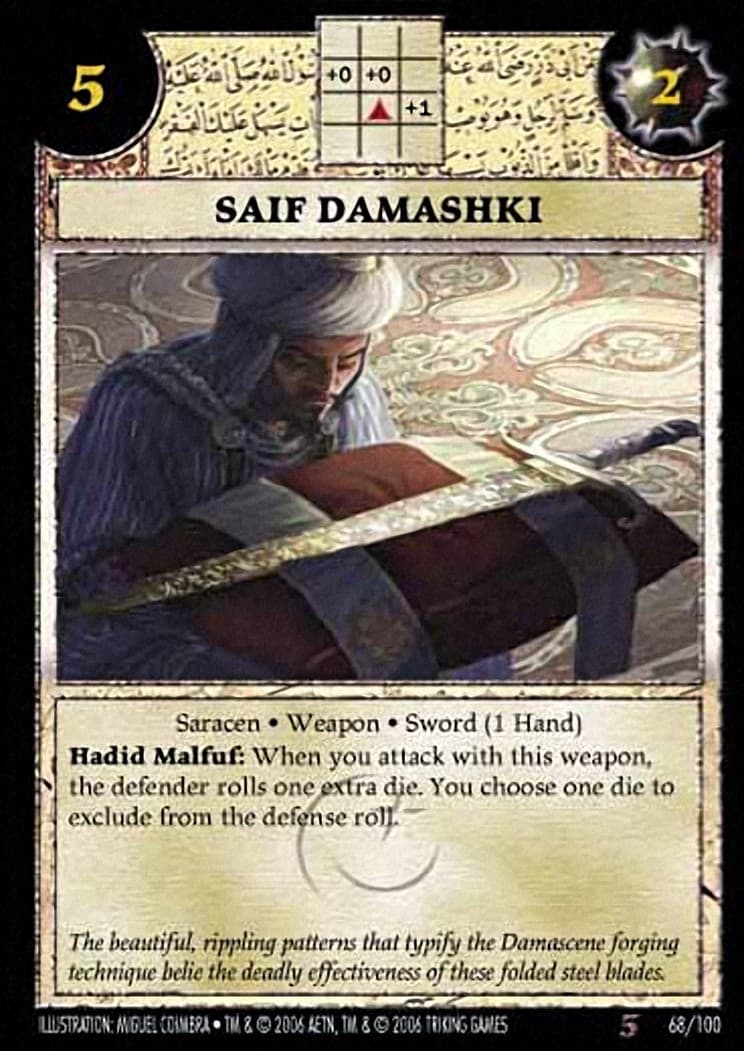 5
2
+0 +0
+1
SAIF DAMASHKI
Saracen • Weapon • Sword (1 Hand)
Hadid Malfuf: When you attack with this weapon,
the defender rolls one extra die. You choose one die to
exclude from the defense roll.
The beautiful, rippling patterns that typify the Damascene forging
technique belie the deadly effectiveness of these folded steel blades.
ILLUSTRATION: MIGUEL COIMBRA • TM & © 2006 AETN, TM & © 2006 TRIKING GAMES 5 68/100